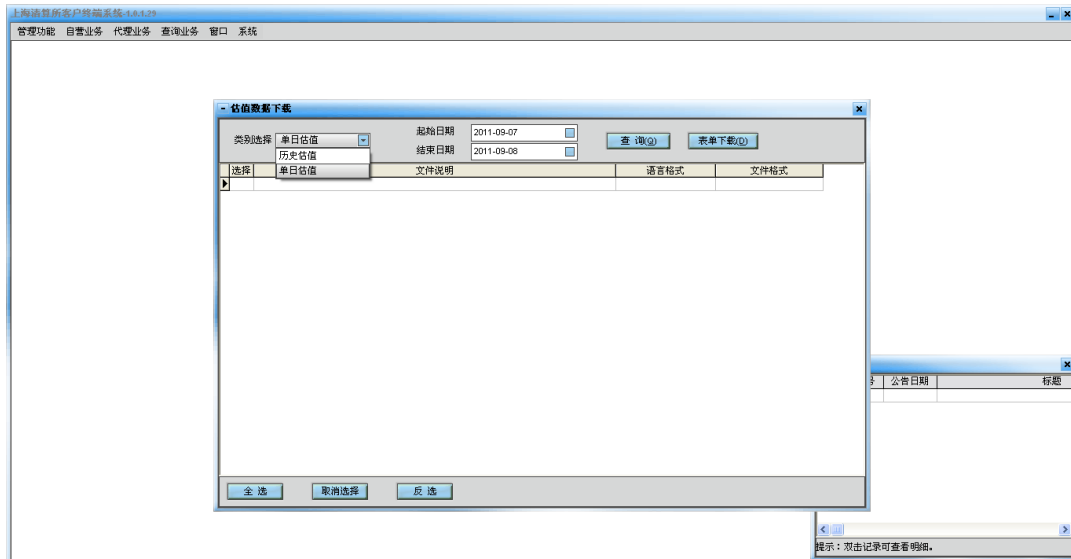 上海清算所客户终端系统-1.0.1.29
管理功能 自营业务 代理业务 查询业务 窗口 系统
估值数据下载
类别选择 单日估值 起始日期 2011-09-07 查 询(Q) 表单下载(D)
历史估值 结束日期 2011-09-08
单日估值
选择 文件说明 语言格式 文件格式
号 公告日期 标题
全 选 取消选择 反 选
提示：双击记录可查看明细。